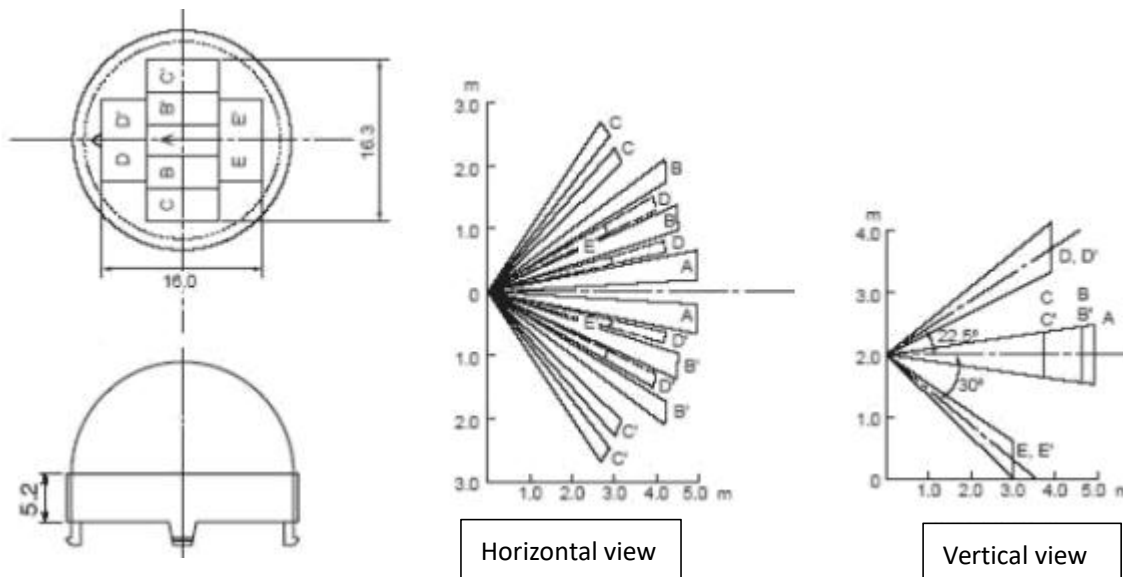 C'
B'
D'
A
E'
D
B
E
C
16.3
16.0
5.2
m
3.0
2.0
1.0
0
1.0
2.0
3.0
C
C
B
D
B
E
D
A
A
E
D'
B'
D'
B'
C'
C'
1.0 2.0 3.0 4.0 5.0 m
Horizontal view
m
4.0
3.0
2.0
1.0
0
D, D'
C
C'
B
B'
A
22.5°
30°
E, E'
1.0 2.0 3.0 4.0 5.0 m
Vertical view